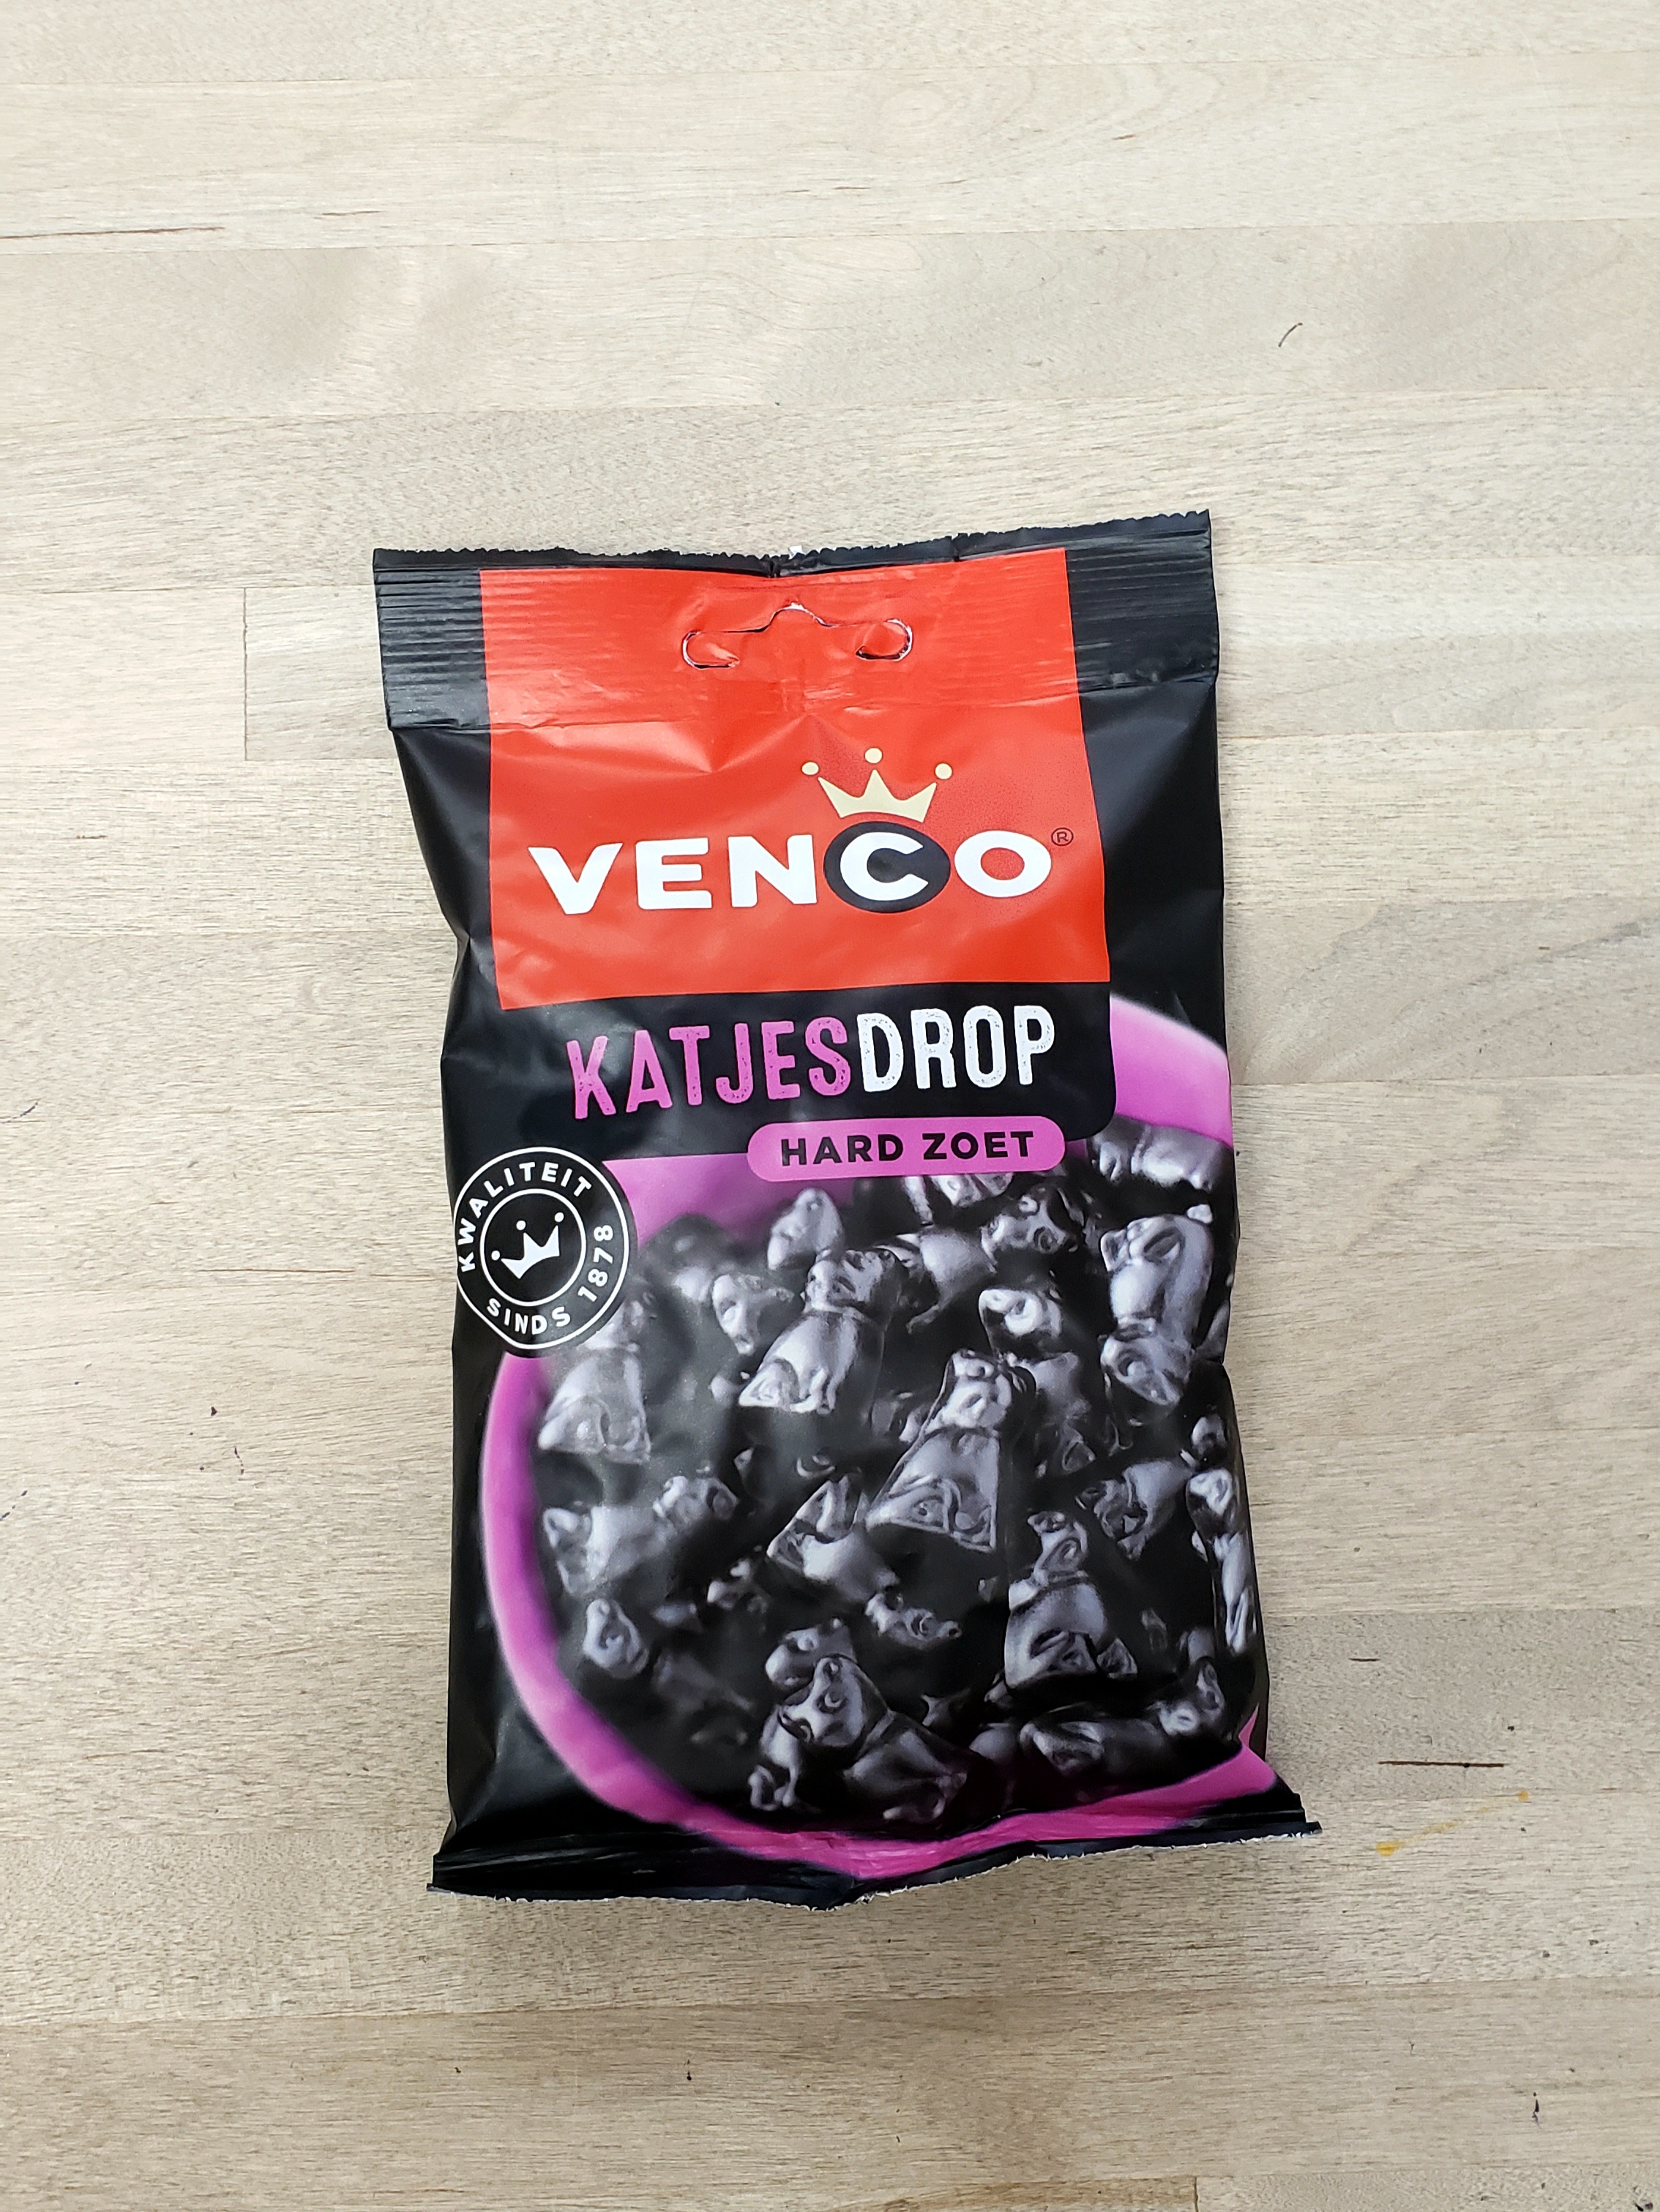 VENCO®
KATJESDROP
HARD ZOET
KWALITEIT
SINDS 1878